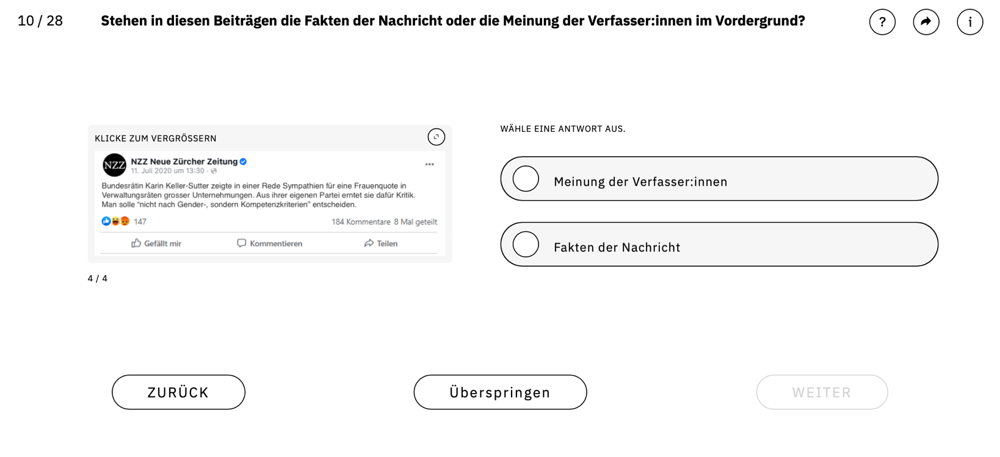 10 / 28
Stehen in diesen Beiträgen die Fakten der Nachricht oder die Meinung der Verfasser:innen im Vordergrund?
?
i
KLICKE ZUM VERGRÖSSERN
NZZ
NZZ Neue Zürcher Zeitung
11. Juli 2020 um 13:30 ·
Bundesrätin Karin Keller-Sutter zeigte in einer Rede Sympathien für eine Frauenquote in
Verwaltungsräten grosser Unternehmungen. Aus ihrer eigenen Partei erntet sie dafür Kritik.
Man solle "nicht nach Gender-, sondern Kompetenzkriterien" entscheiden.
147
184 Kommentare 8 Mal geteilt
Gefällt mir
Kommentieren
Teilen
4 / 4
WÄHLE EINE ANTWORT AUS.
Meinung der Verfasser:innen
Fakten der Nachricht
ZURÜCK
Überspringen
WEITER